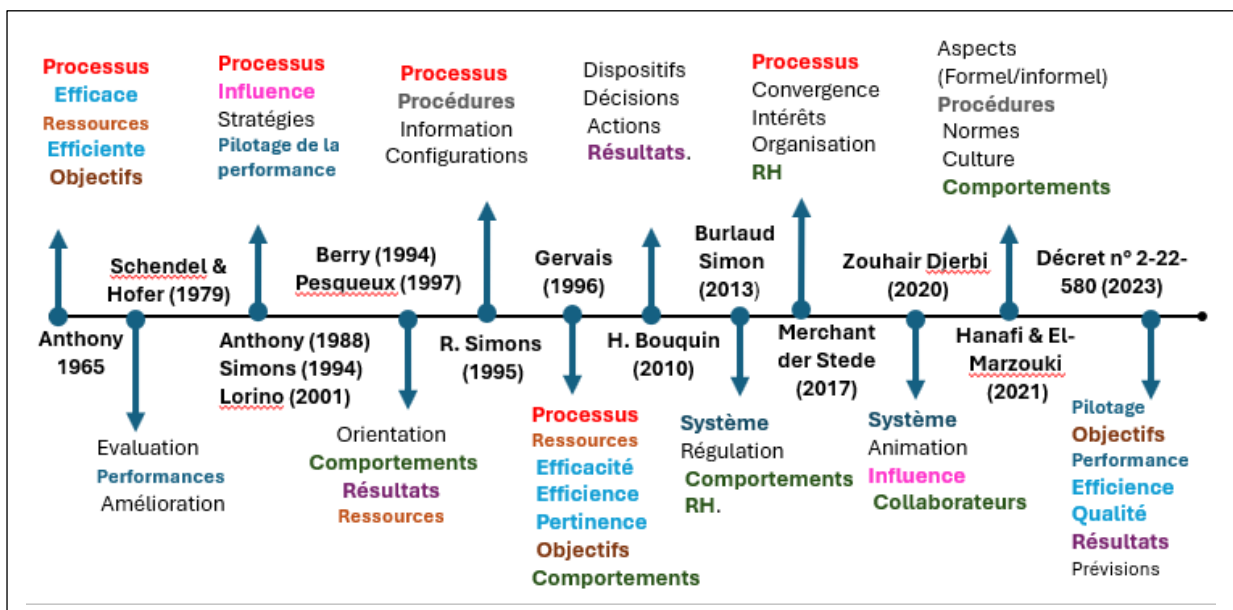 Processus
Efficace
Ressources
Efficiente
Objectifs
Processus
Influence
Stratégies
Pilotage de la
performance
Processus
Procédures
Information
Configurations
Dispositifs
Décisions
Actions
Résultats.
Processus
Convergence
Intérêts
Organisation
RH
Aspects
(Formel/informel)
Procédures
Normes
Culture
Comportements
Schendel &
Hofer (1979)
Berry (1994)
Pesqueux (1997)
Gervais
(1996)
Burlaud
Simon
(2013)
Zouhair Djerbi
(2020)
Décret n° 2-22-
580 (2023)
Anthony
1965
Anthony (1988)
Simons (1994)
Lorino (2001)
R. Simons
(1995)
H. Bouquin
(2010)
Merchant
der Stede
(2017)
Hanafi & El-
Marzouki
(2021)
Evaluation
Performances
Amélioration
Orientation
Comportements
Résultats
Ressources
Processus
Ressources
Efficacité
Efficience
Pertinence
Objectifs
Comportements
Système
Régulation
Comportements
RH.
Système
Animation
Influence
Collaborateurs
Pilotage
Objectifs
Performance
Efficience
Qualité
Résultats
Prévisions